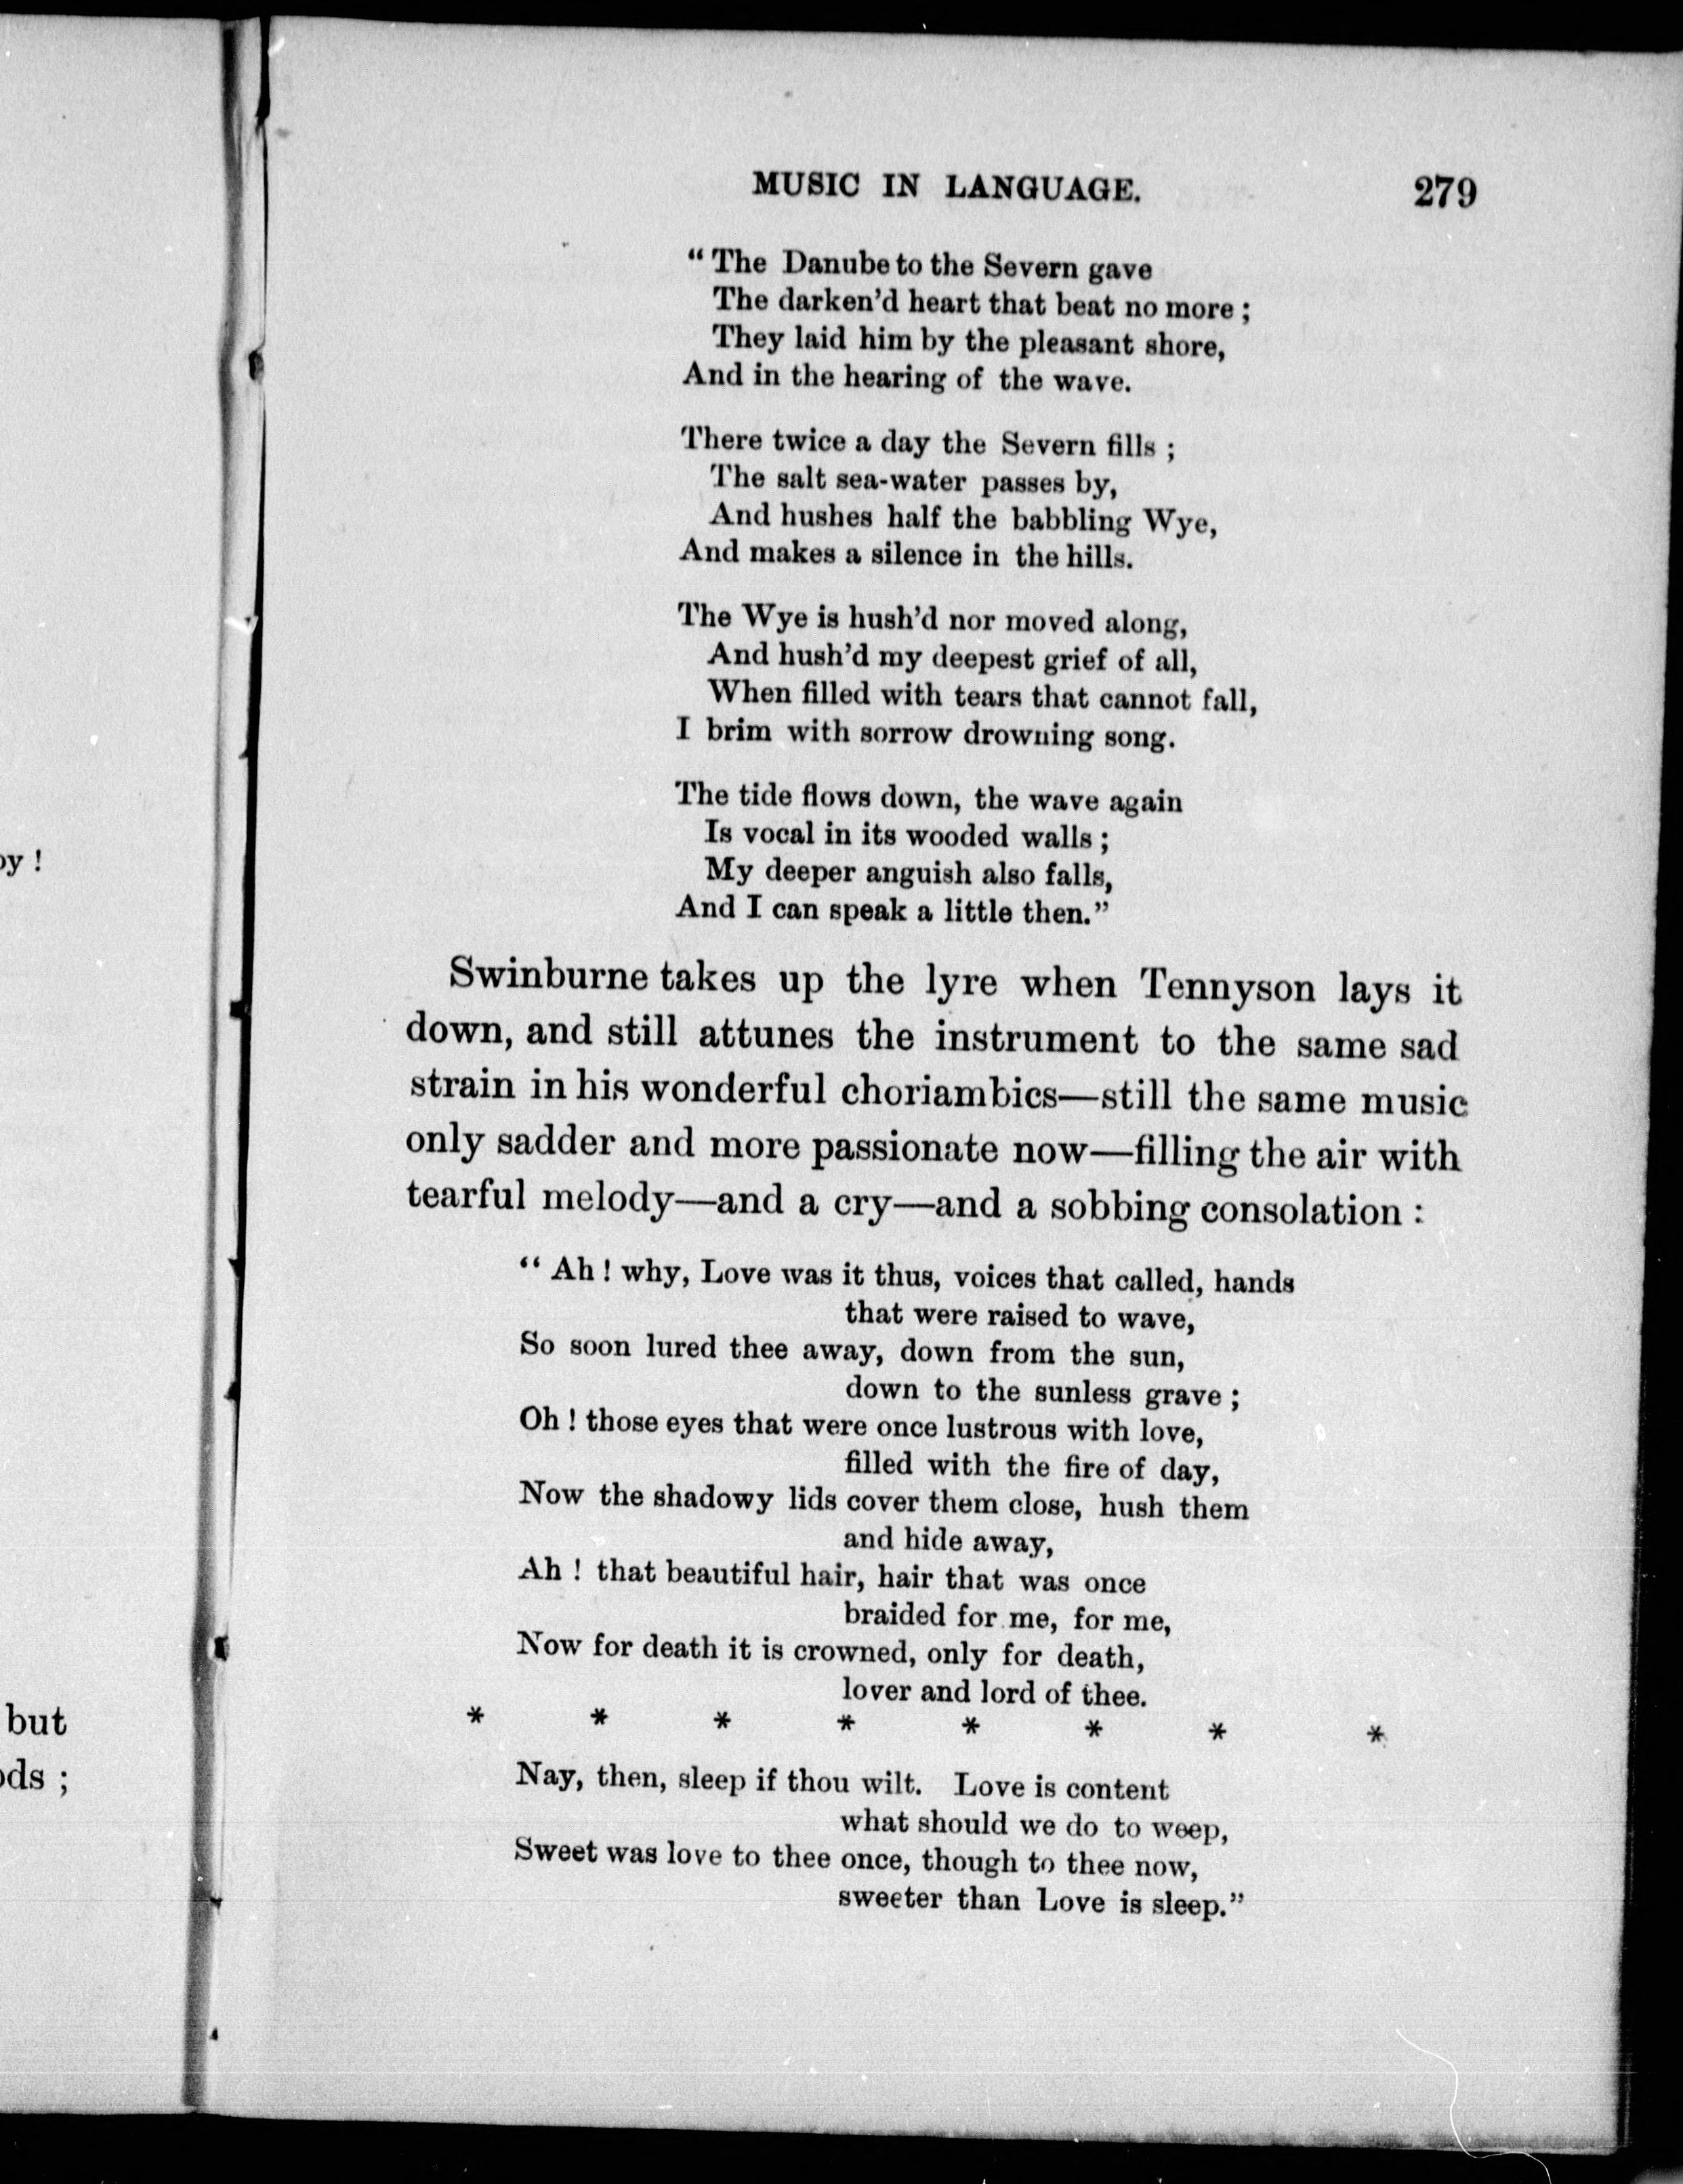 MUSIC IN LANGUAGE. 279
“ The Danube to the Severn gave
The darken’d heart that beat no more ;
They laid him by the pleasant shore,
And in the hearing of the wave.
There twice a day the Severn fills ;
The salt sea-water passes by,
And hushes half the babbling Wye,
And makes a silence in the hills.
The Wye is hush’d nor moved along,
And hush’d my deepest grief of all,
When filled with tears that cannot fall,
I brim with sorrow drowning song.
The tide flows down, the wave again
Is vocal in its wooded walls ;
My deeper anguish also falls,
And I can speak a little then.”
Swinburne takes up the lyre when Tennyson lays it
down, and still attunes the instrument to the same sad
strain in his wonderful choriambics—still the same music
only sadder and more passionate now—filling the air with
tearful melody—and a cry—and a sobbing consolation :
“ Ah ! why, Love was it thus, voices that called, hands
that were raised to wave,
So soon lured thee away, down from the sun,
down to the sunless grave ;
Oh ! those eyes that were once lustrous with love,
filled with the fire of day,
Now the shadowy lids cover them close, hush them
and hide away,
Ah ! that beautiful hair, hair that was once
braided for me, for me,
Now for death it is crowned, only for death,
lover and lord of thee.
* * * * * * * *
Nay, then, sleep if thou wilt. Love is content
what should we do to weep,
Sweet was love to thee once, though to thee now,
sweeter than Love is sleep.”
but